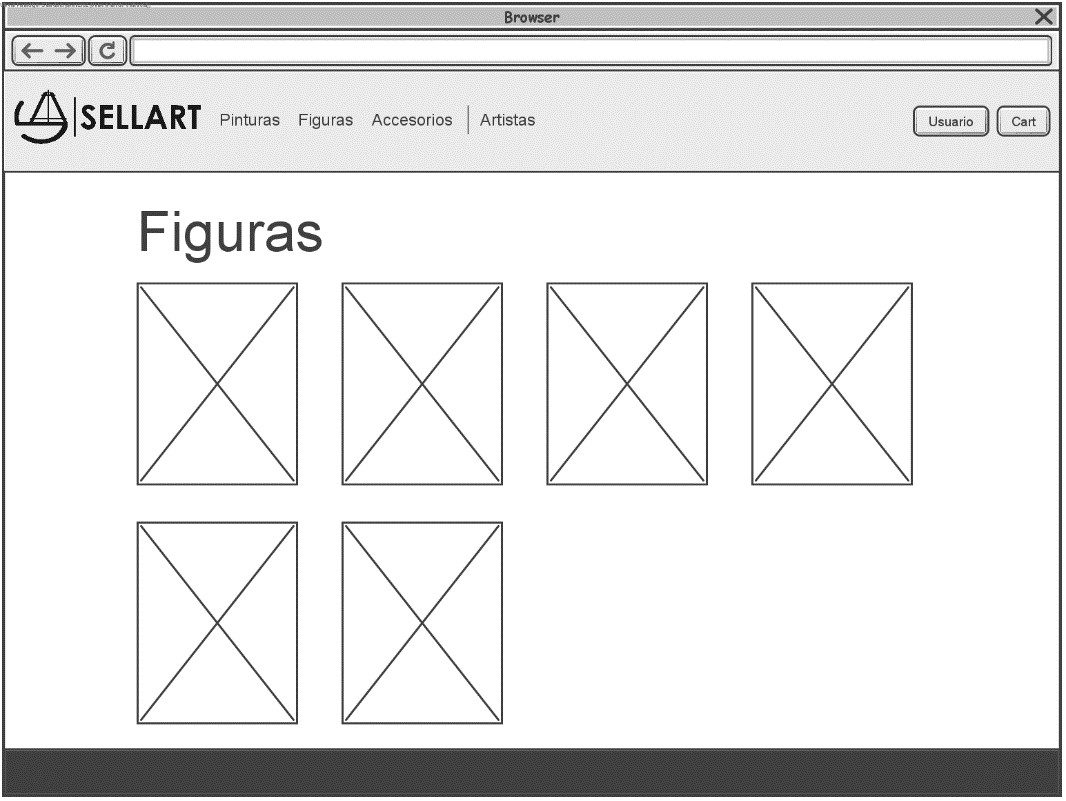 Browser
SELLART Pinturas Figuras Accesorios Artistas Usuario Cart
Figuras